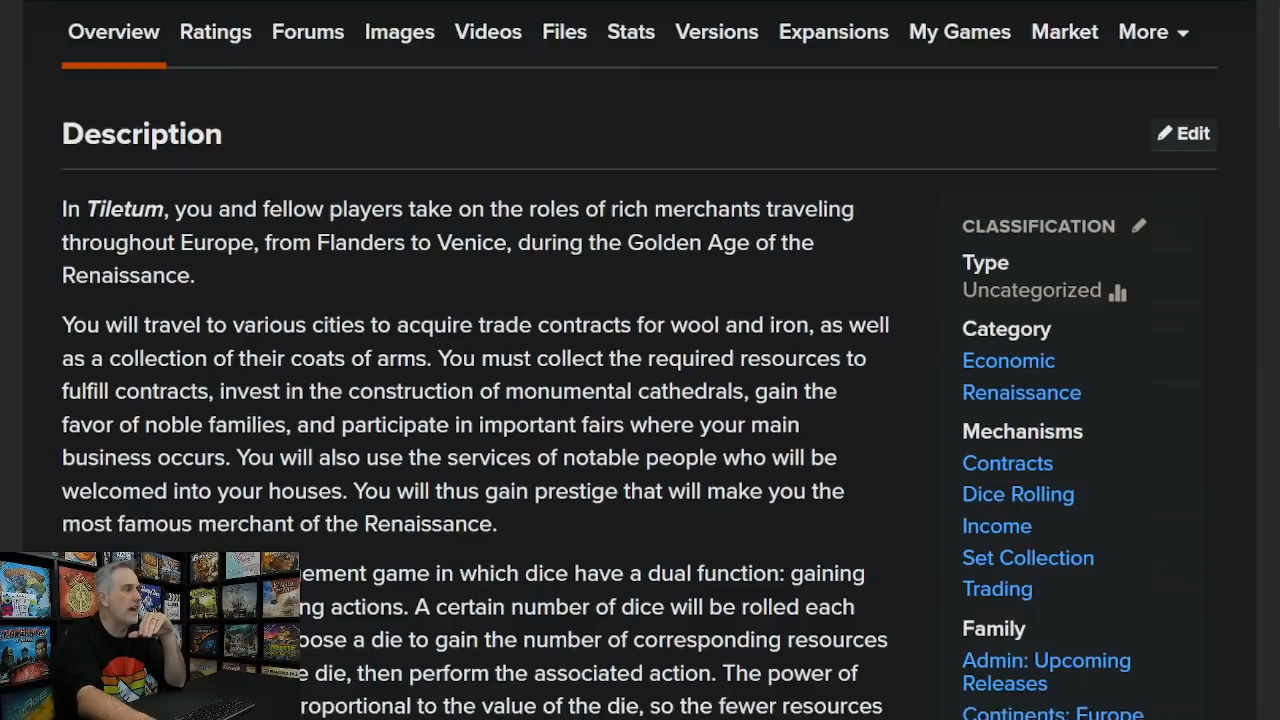 Overview Ratings Forums Images Videos Files Stats Versions Expansions My Games Market More
Description
Edit
In Tiletum, you and fellow players take on the roles of rich merchants traveling
throughout Europe, from Flanders to Venice, during the Golden Age of the
Renaissance.
You will travel to various cities to acquire trade contracts for wool and iron, as well
as a collection of their coats of arms. You must collect the required resources to
fulfill contracts, invest in the construction of monumental cathedrals, gain the
favor of noble families, and participate in important fairs where your main
business occurs. You will also use the services of notable people who will be
welcomed into your houses. You will thus gain prestige that will make you the
most famous merchant of the Renaissance.
ement game in which dice have a dual function: gaining
ng actions. A certain number of dice will be rolled each
oose a die to gain the number of corresponding resources
e die, then perform the associated action. The power of
roportional to the value of the die, so the fewer resources
CLASSIFICATION
Type
Uncategorized
Category
Economic
Renaissance
Mechanisms
Contracts
Dice Rolling
Income
Set Collection
Trading
Family
Admin: Upcoming
Releases
Continents: Europe